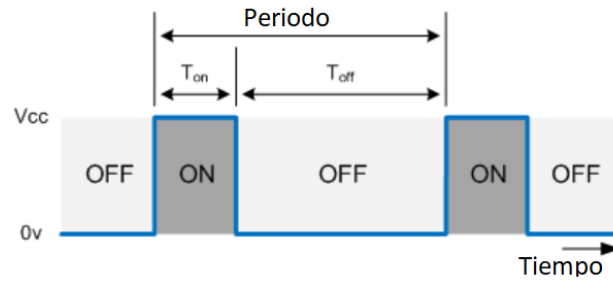 Periodo
Ton Toff
Vcc
OFF ON OFF ON OFF
0v
Tiempo